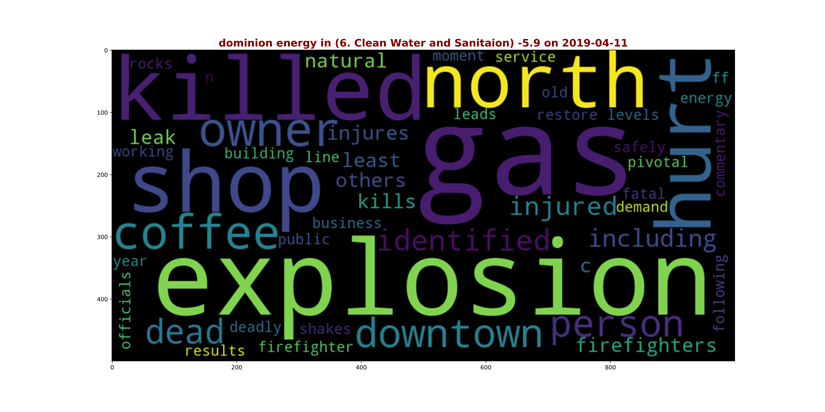 dominion energy in (6. Clean Water and Sanitaion) -5.9 on 2019-04-11
0
100
200
300
400
0
200
400
600
800
rocks
n
natural
moment
service
killed
north
hurt
ff
energy
old
leads
restore
levels
leak
owner
injures
gas
safely
commentary
working
building
line
least
pivotal
shop
others
kills
fatal
injured
demand
coffee
business
public
identified
including
year
explosion
c
following
officials
dead
deadly
shakes
downtown
person
results
firefighter
firefighters